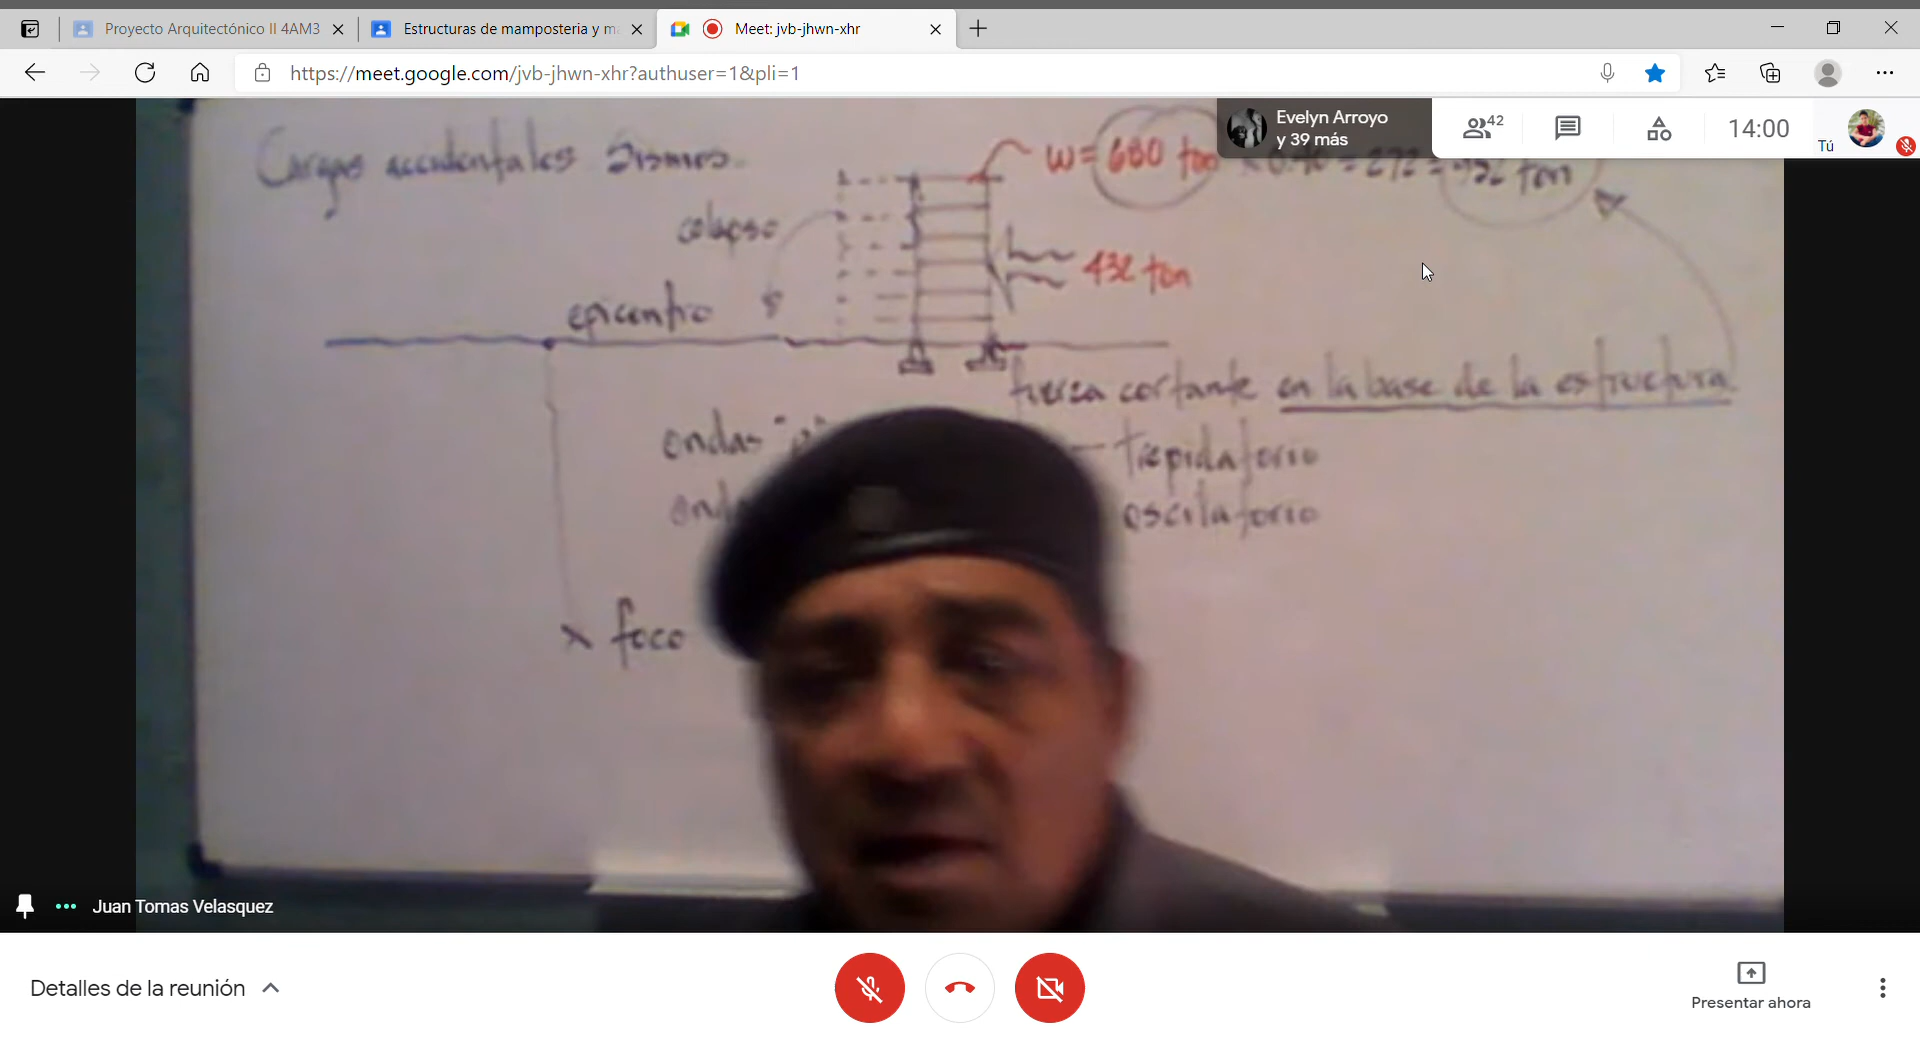 Proyecto Arquitectónico II 4AM3
Estructuras de mamposteria y m
Meet: jvb-jhwn-xhr
https://meet.google.com/jvb-jhwn-xhr?authuser=1&pli=1
Evelyn Arroyo
y 39 más
42
14:00
Tú
Cargas accidentales Sismos.
W = 680 ton
ton
colapso
432 ton
epicentro
fuerza cortante en la base de la estructura
ondas "p"
trepidatorio
oscilatorio
x foco
Juan Tomas Velasquez
Detalles de la reunión
Presentar ahora